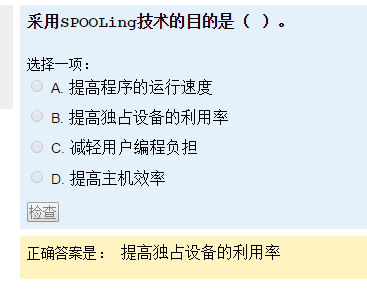 采用SPOOLing技术的目的是（ ）。
选择一项：
A. 提高程序的运行速度
B. 提高独占设备的利用率
C. 减轻用户编程负担
D. 提高主机效率
检查
正确答案是： 提高独占设备的利用率